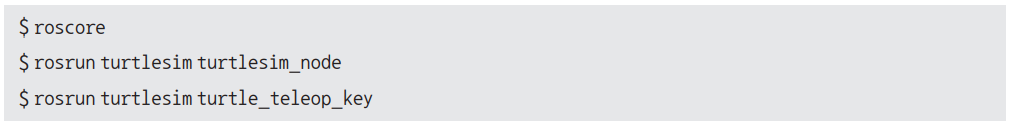 $ roscore
$ rosrun turtlesim turtlesim_node
$ rosrun turtlesim turtle_teleop_key